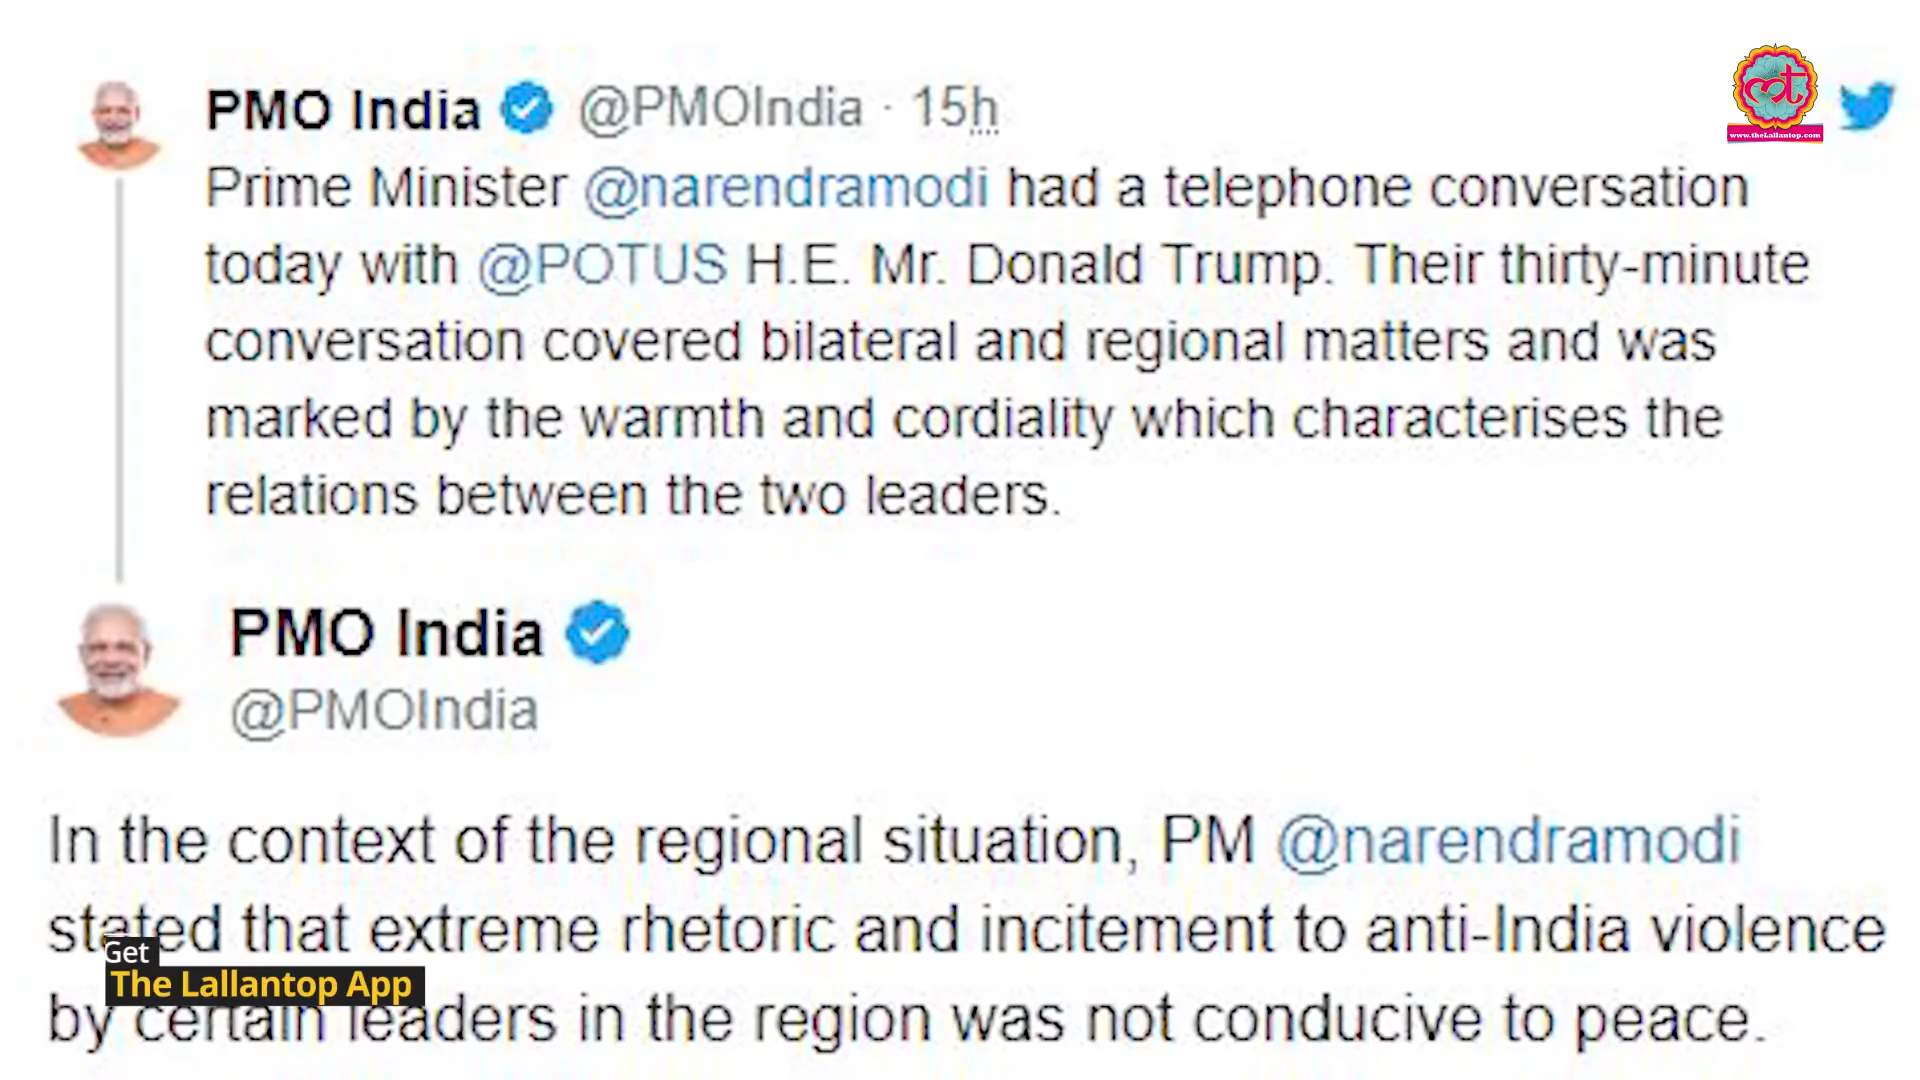 PMO India @PMOIndia · 15h
Prime Minister @narendramodi had a telephone conversation
today with @POTUS H.E. Mr. Donald Trump. Their thirty-minute
conversation covered bilateral and regional matters and was
marked by the warmth and cordiality which characterises the
relations between the two leaders.
www.theLallantop.com
PMO India
@PMOIndia
In the context of the regional situation, PM @narendramodi
stated that extreme rhetoric and incitement to anti-India violence
Get
The Lallantop App
by certain leaders in the region was not conducive to peace.